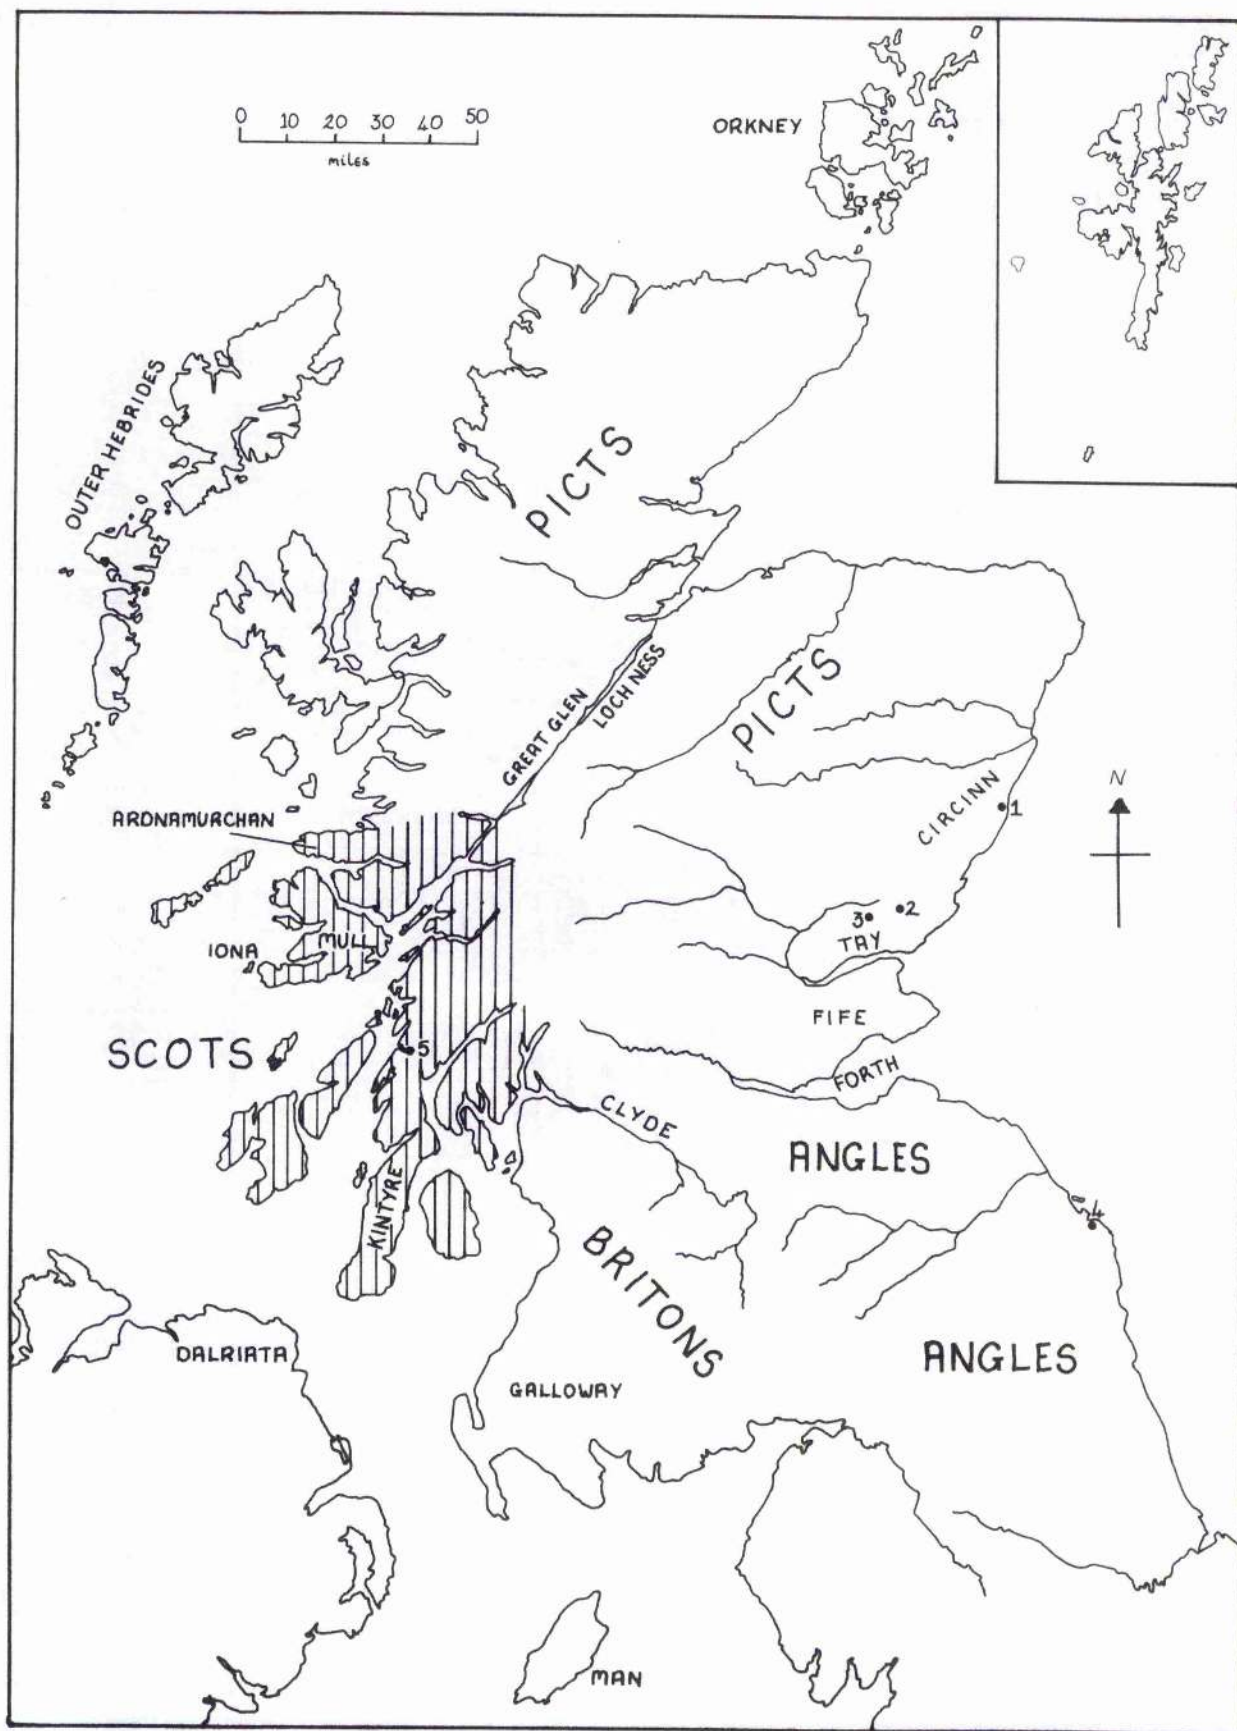 0 10 20 30 40 50
miles
ORKNEY
OUTER HEBRIDES
PICTS
PICTS
GREAT GLEN
LOCH NESS
N
CIRCINN
1
ARDNAMURCHAN
2
3
TAY
IONA
MULL
FIFE
SCOTS
5
FORTH
CLYDE
ANGLES
KINTYRE
4
BRITONS
DALRIATA
ANGLES
GALLOWAY
MAN